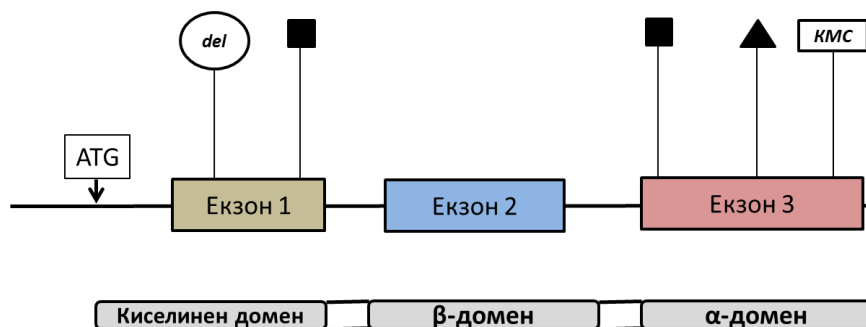 del
КМС
ATG
Екзон 1
Екзон 2
Екзон 3
Киселинен домен
β-домен
α-домен